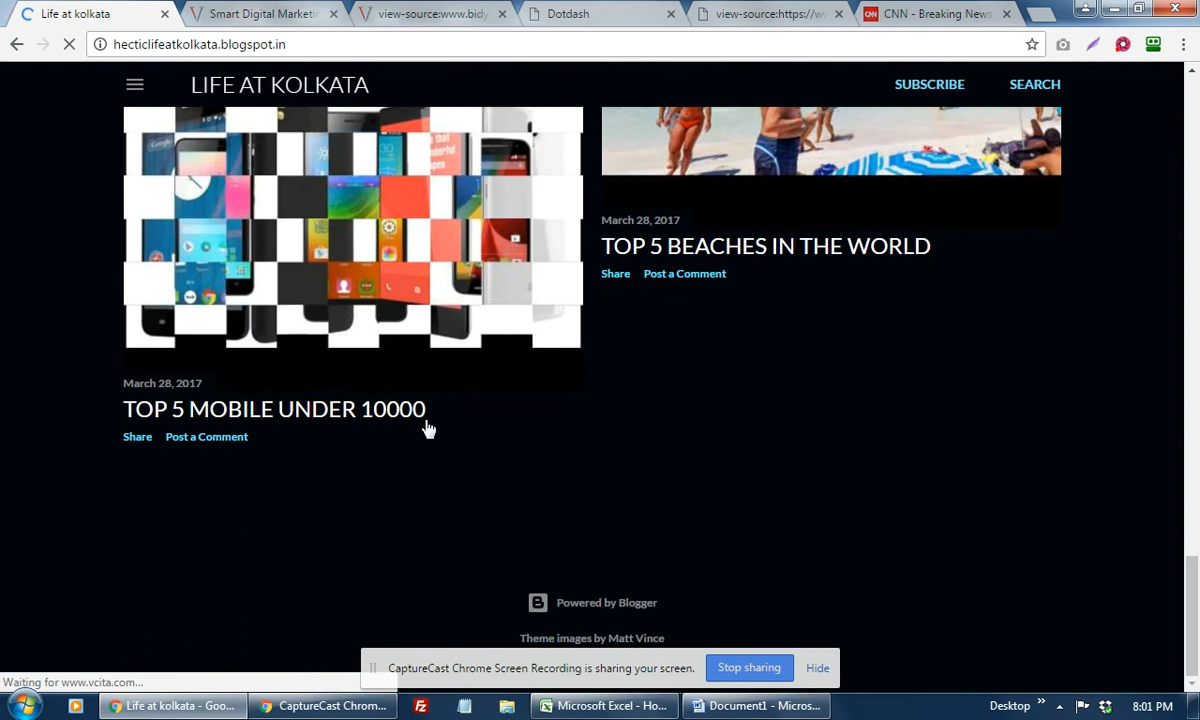 Life at kolkata
Smart Digital Marketin
view-source:www.bidy
Dotdash
view-source:https://w
CNN - Breaking News,
hecticlifeatkolkata.blogspot.in
LIFE AT KOLKATA
SUBSCRIBE
SEARCH
March 28, 2017
TOP 5 BEACHES IN THE WORLD
Share Post a Comment
March 28, 2017
TOP 5 MOBILE UNDER 10000
Share Post a Comment
Powered by Blogger
Theme images by Matt Vince
CaptureCast Chrome Screen Recording is sharing your screen.
Stop sharing
Hide
Waiting for www.vcita.com...
Life at kolkata - Goo...
CaptureCast Chrom...
Microsoft Excel - Ho...
Document1 - Micros...
Desktop
8:01 PM